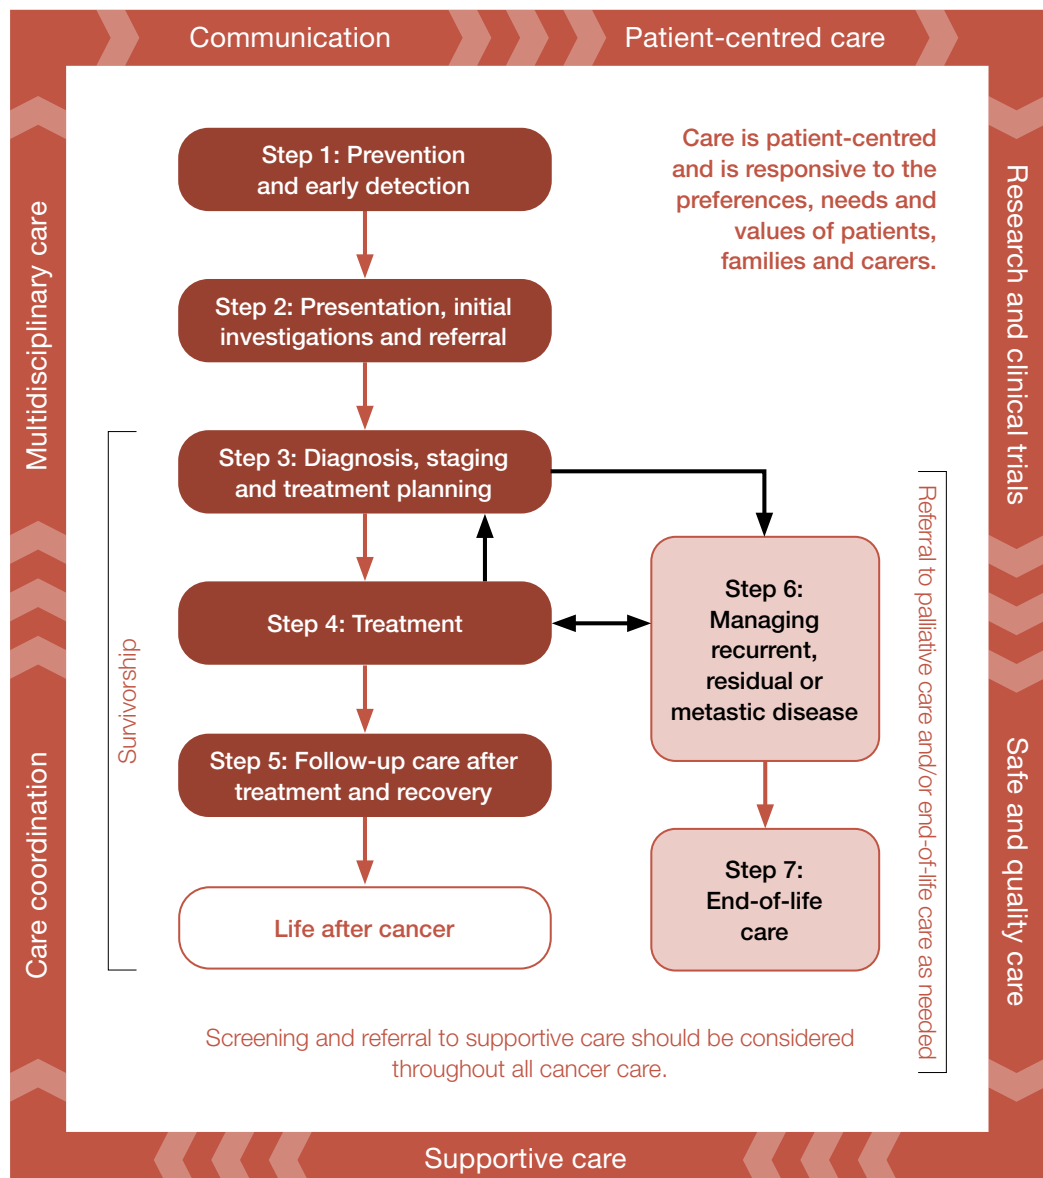 Communication
Patient-centred care
Multidisciplinary care
Care coordination
Research and clinical trials
Safe and quality care
Supportive care
Care is patient-centred
and is responsive to the
preferences, needs and
values of patients,
families and carers.
Step 1: Prevention
and early detection
Step 2: Presentation, initial
investigations and referral
Step 3: Diagnosis, staging
and treatment planning
Step 4: Treatment
Step 5: Follow-up care after
treatment and recovery
Life after cancer
Survivorship
Step 6:
Managing
recurrent,
residual or
metastic disease
Step 7:
End-of-life
care
Referral to palliative care and/or end-of-life care as needed
Screening and referral to supportive care should be considered
throughout all cancer care.